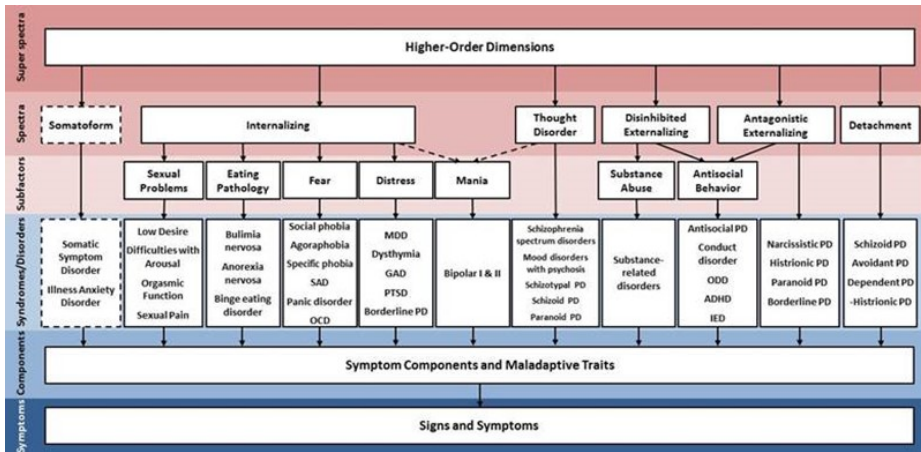 Super spectra
Higher-Order Dimensions
Spectra
Somatoform
Internalizing
Thought
Disorder
Disinhibited
Externalizing
Antagonistic
Externalizing
Detachment
Subfactors
Sexual
Problems
Eating
Pathology
Fear
Distress
Mania
Substance
Abuse
Antisocial
Behavior
Syndromes/Disorders
Somatic
Symptom
Disorder
Illness Anxiety
Disorder
Low Desire
Difficulties with
Arousal
Orgasmic
Function
Sexual Pain
Bulimia
nervosa
Anorexia
nervosa
Binge eating
disorder
Social phobia
Agoraphobia
Specific phobia
SAD
Panic disorder
OCD
MDD
Dysthymia
GAD
PTSD
Borderline PD
Bipolar I & II
Schizophrenia
spectrum disorders
Mood disorders
with psychosis
Schizotypal PD
Schizoid PD
Paranoid PD
Substance-
related
disorders
Antisocial PD
Conduct
disorder
ODD
ADHD
IED
Narcissistic PD
Histrionic PD
Paranoid PD
Borderline PD
Schizoid PD
Avoidant PD
Dependent PD
-Histrionic PD
Components
Symptom Components and Maladaptive Traits
Symptoms
Signs and Symptoms